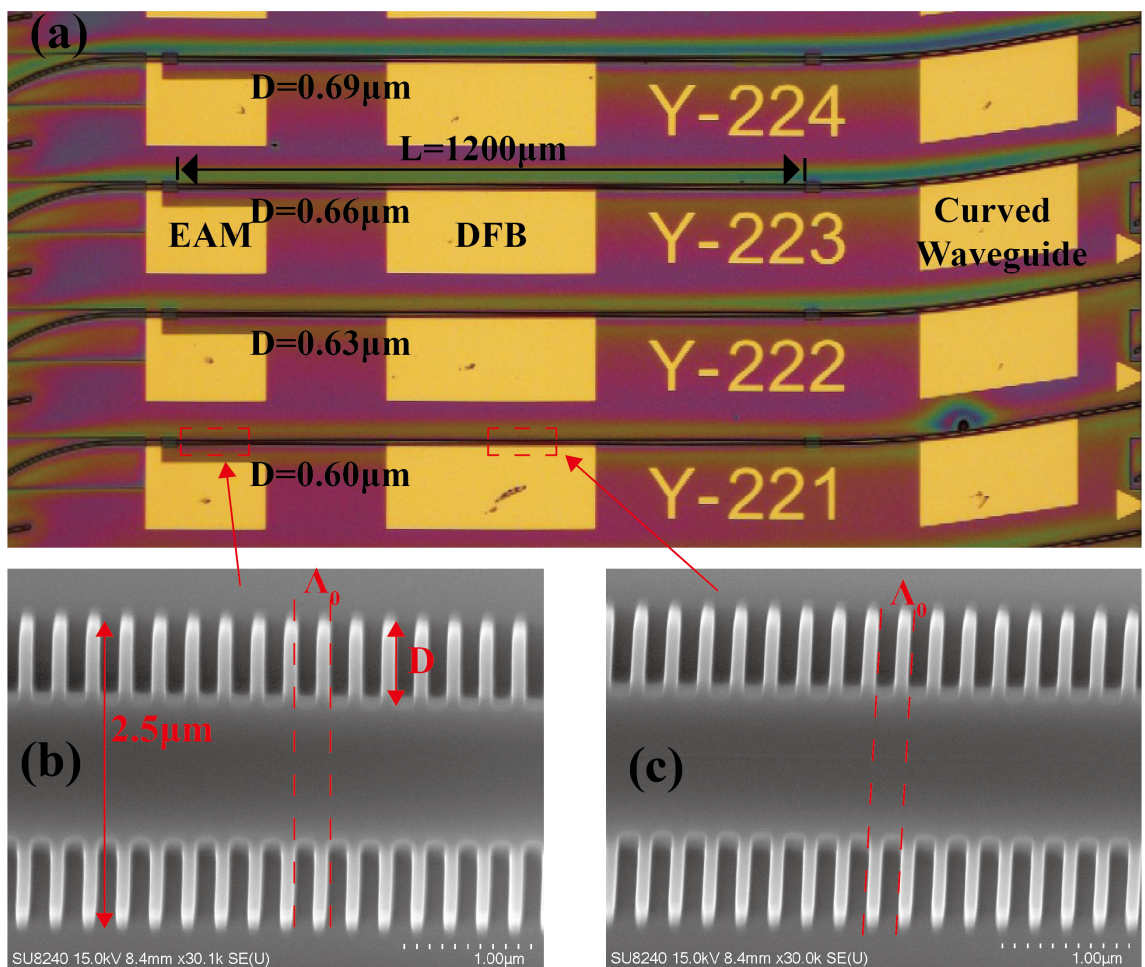 (a)
D=0.69μm
Y-224
L=1200μm
D=0.66μm
EAM
DFB
Y-223
Curved
Waveguide
D=0.63μm
Y-222
D=0.60μm
Y-221
Λ₀
D
2.5μm
(b)
SU8240 15.0kV 8.4mm x30.1k SE(U)
1.00μm
Λ₀
(c)
SU8240 15.0kV 8.4mm x30.0k SE(U)
1.00μm